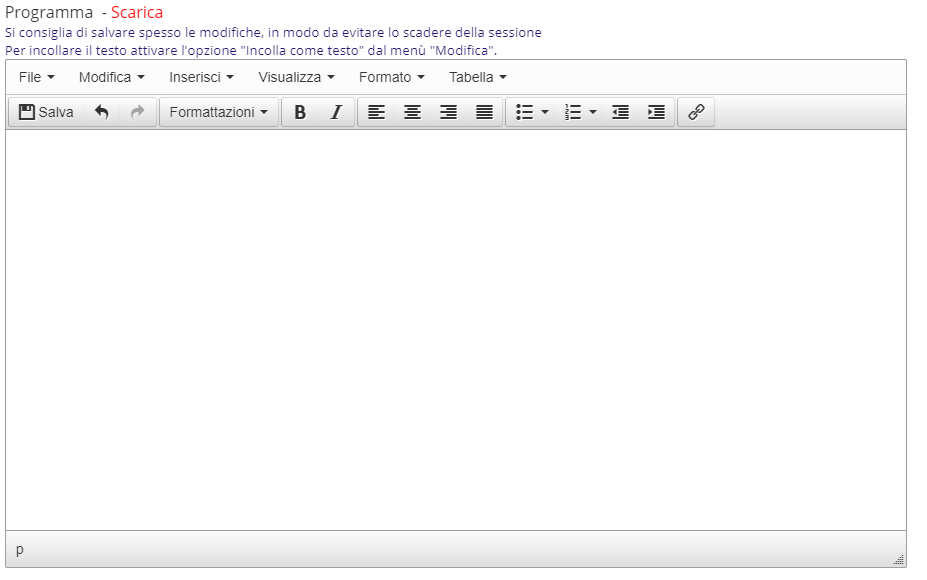 Programma - Scarica
Si consiglia di salvare spesso le modifiche, in modo da evitare lo scadere della sessione
Per incollare il testo attivare l'opzione "Incolla come testo" dal menù "Modifica".
File Modifica Inserisci Visualizza Formato Tabella
Salva Formattazioni B I
p